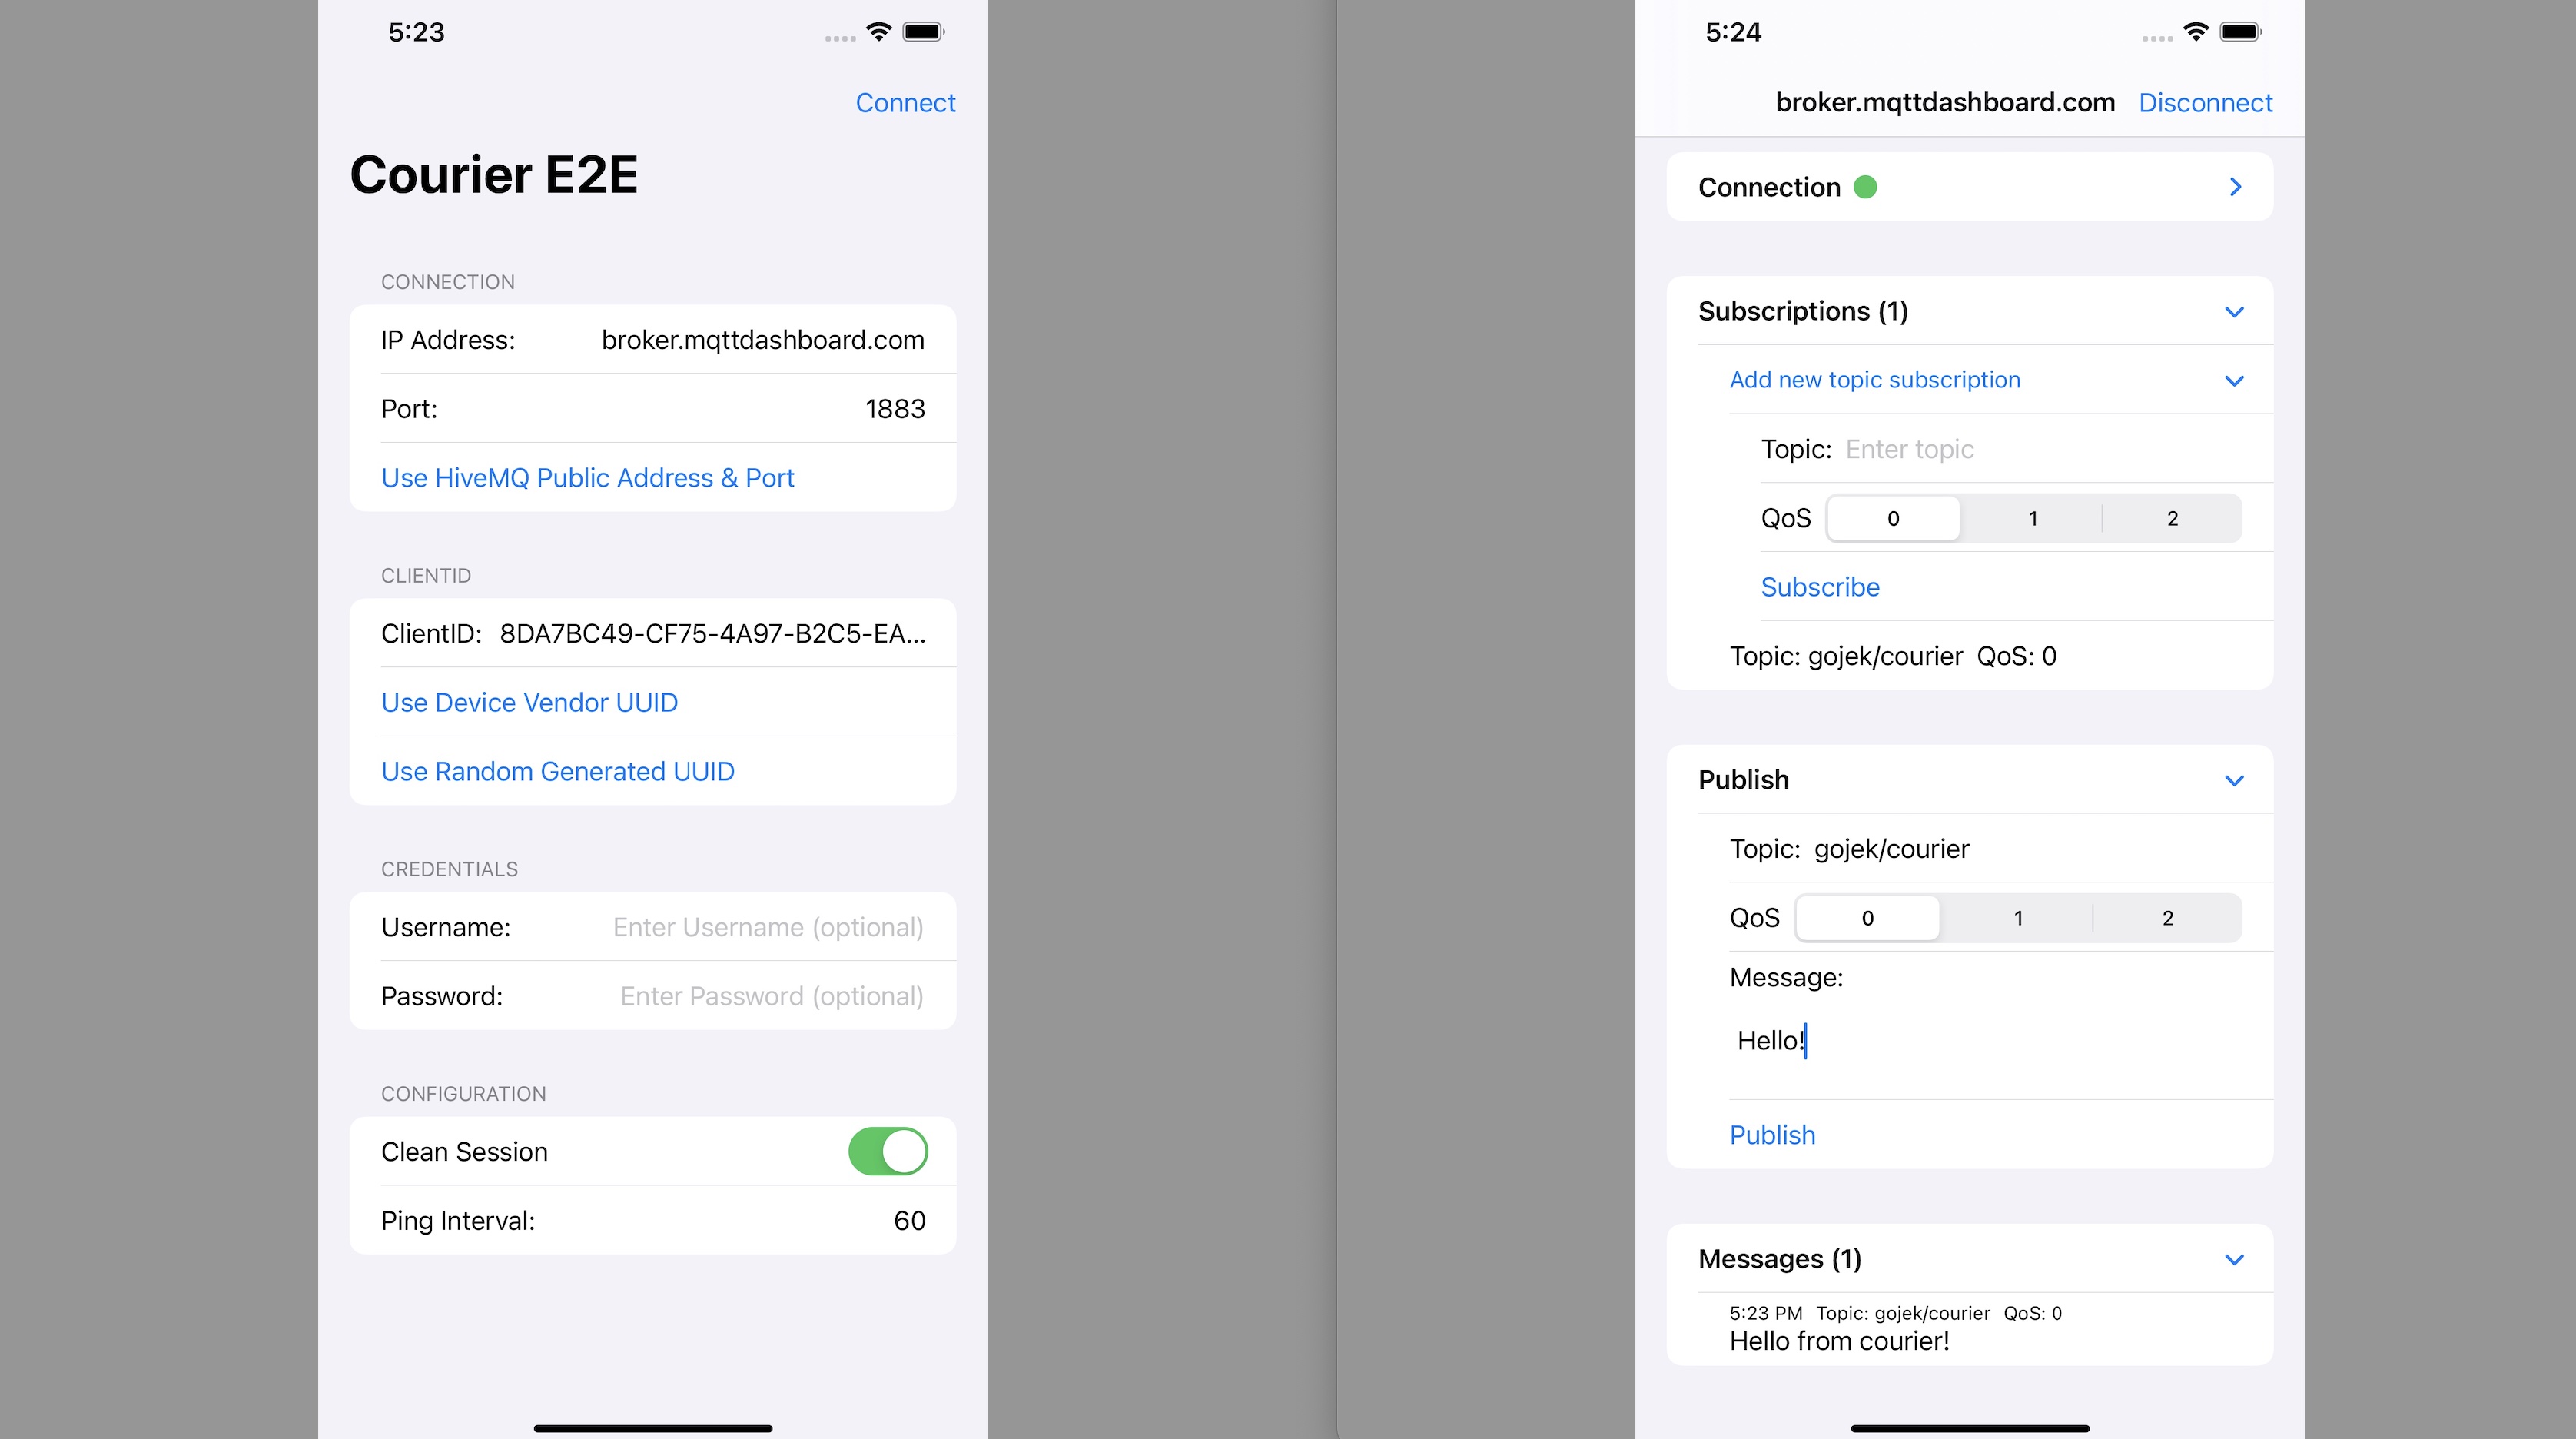 5:23
Connect
Courier E2E
CONNECTION
IP Address: broker.mqttdashboard.com
Port: 1883
Use HiveMQ Public Address & Port
CLIENTID
ClientID: 8DA7BC49-CF75-4A97-B2C5-EA...
Use Device Vendor UUID
Use Random Generated UUID
CREDENTIALS
Username: Enter Username (optional)
Password: Enter Password (optional)
CONFIGURATION
Clean Session
Ping Interval: 60
5:24
broker.mqttdashboard.com Disconnect
Connection
Subscriptions (1)
Add new topic subscription
Topic: Enter topic
QoS 0 1 2
Subscribe
Topic: gojek/courier QoS: 0
Publish
Topic: gojek/courier
QoS 0 1 2
Message:
Hello!
Publish
Messages (1)
5:23 PM Topic: gojek/courier QoS: 0
Hello from courier!